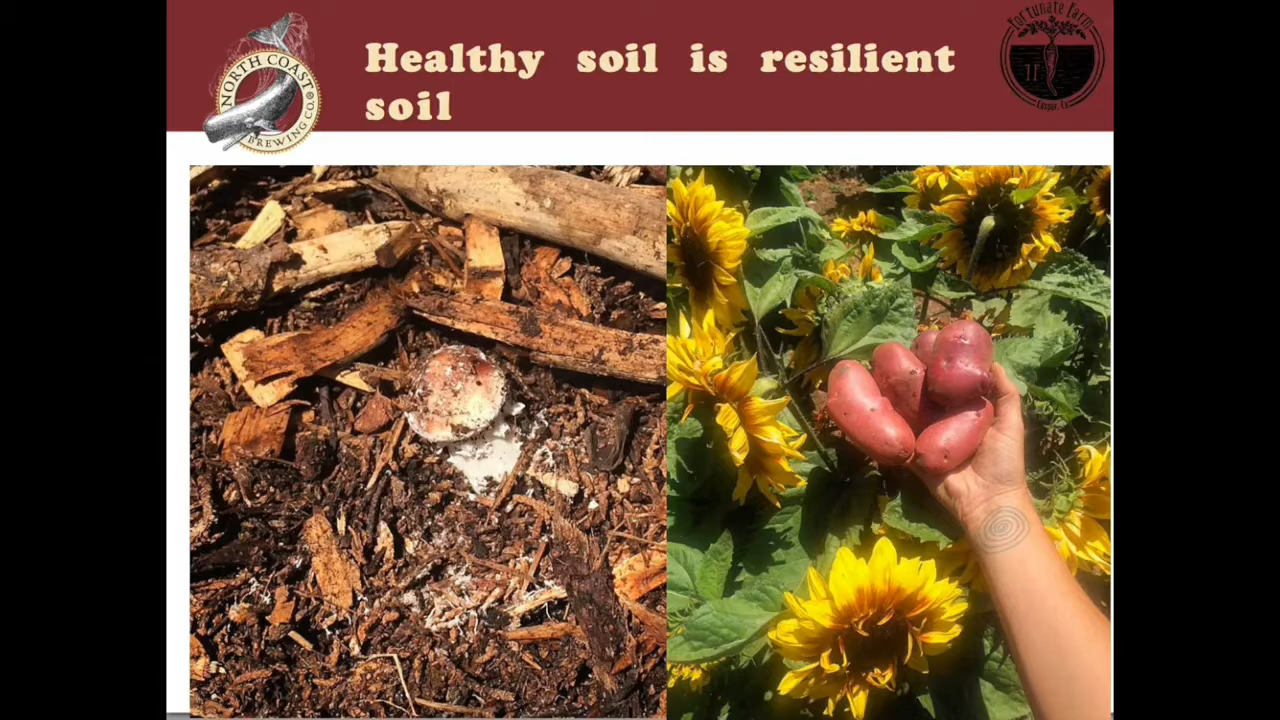 Healthy soil is resilient
soil
NORTH COAST
BREWING CO.
Fortunate Farm